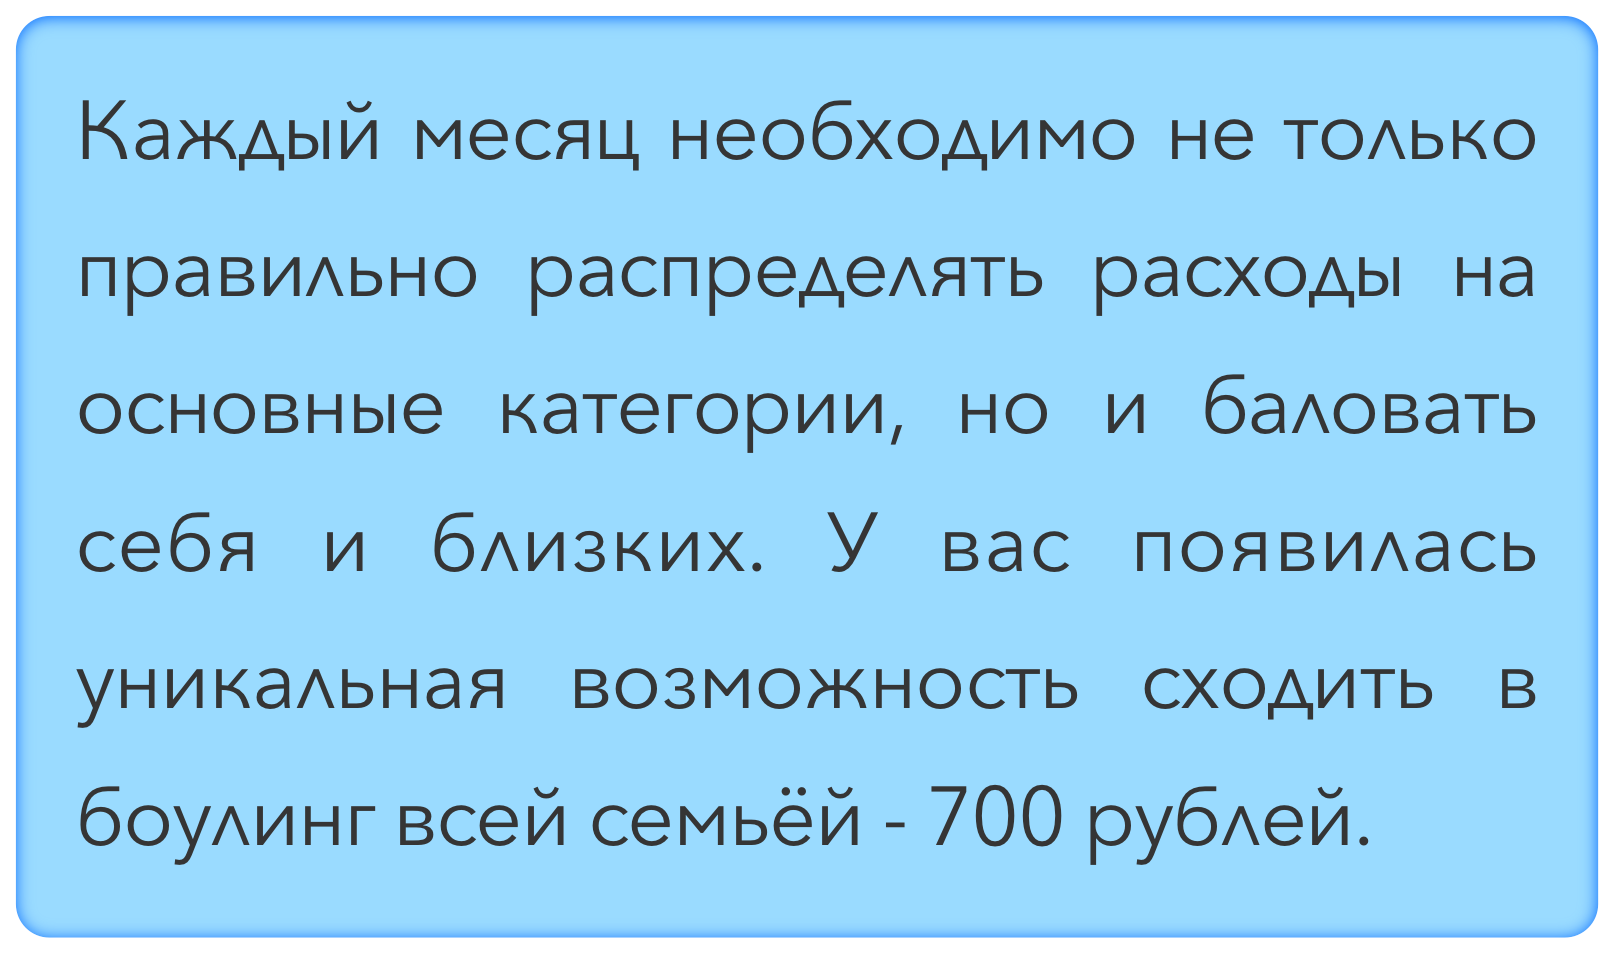 Каждый месяц необходимо не только
правильно распределять расходы на
основные категории, но и баловать
себя и близких. У вас появилась
уникальная возможность сходить в
боулинг всей семьёй - 700 рублей.